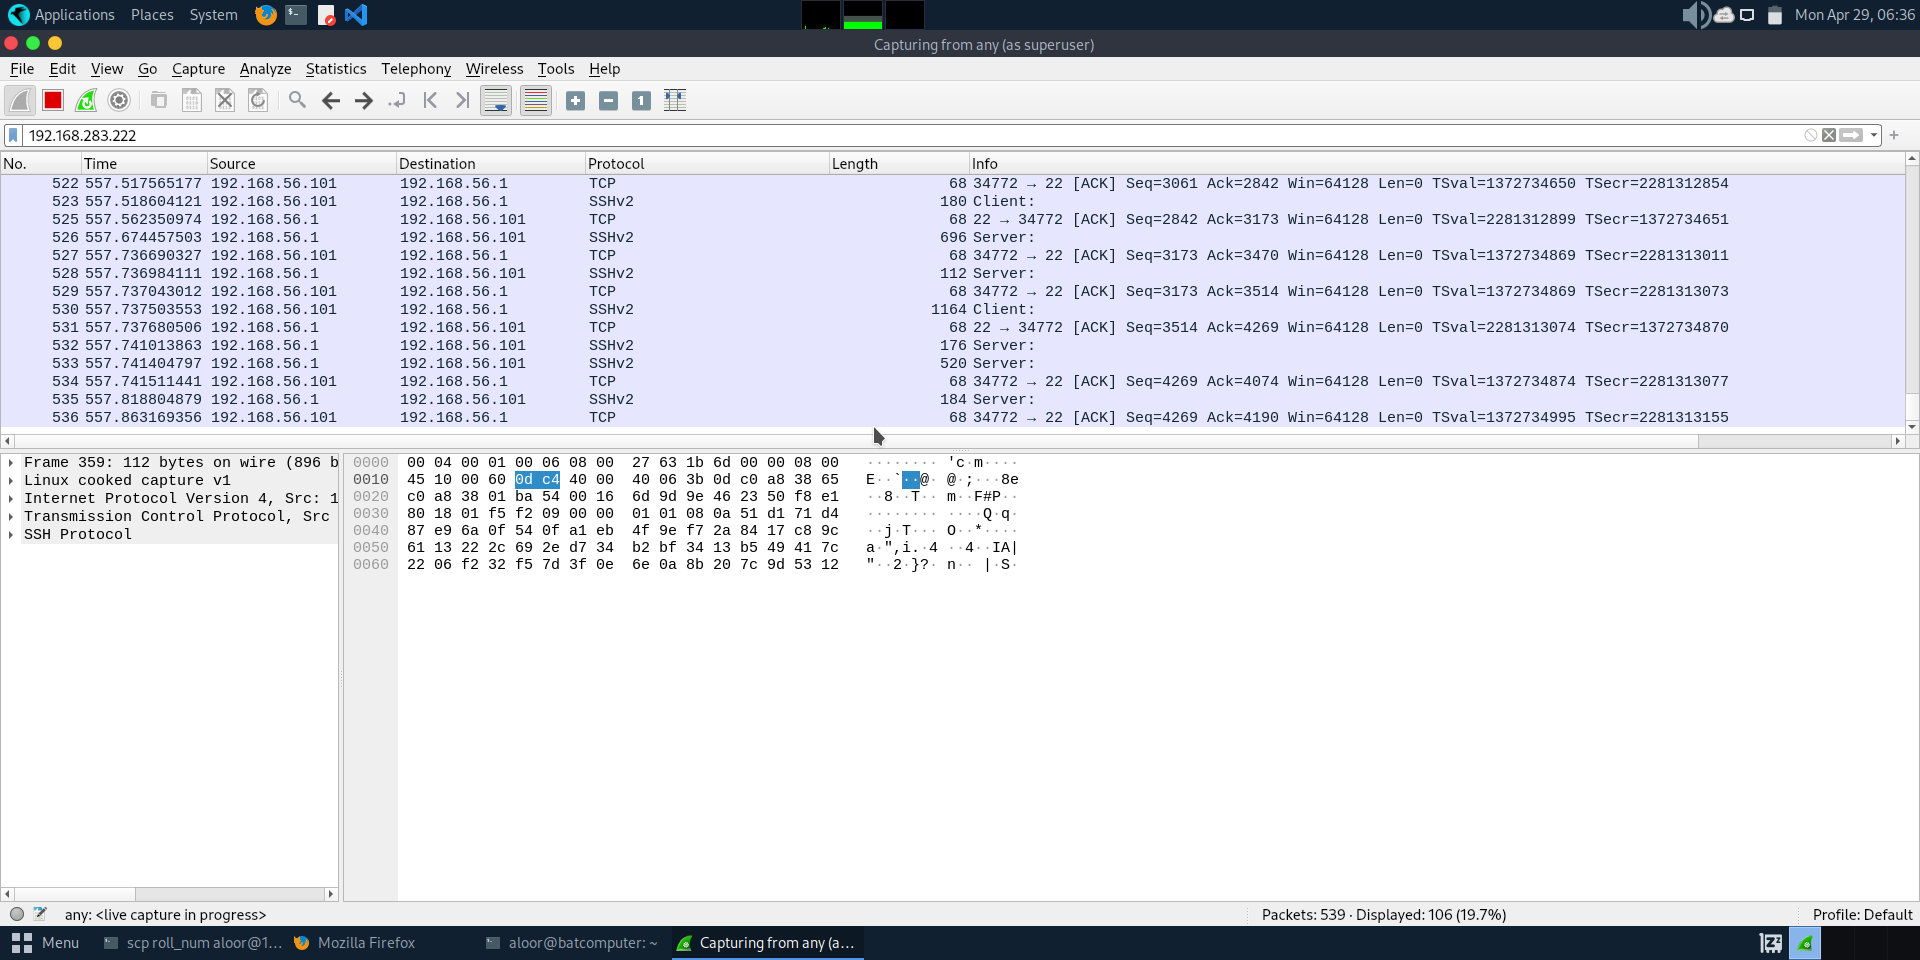 Applications Places System Mon Apr 29, 06:36
Capturing from any (as superuser)
File Edit View Go Capture Analyze Statistics Telephony Wireless Tools Help
192.168.283.222
No. Time Source Destination Protocol Length Info
522 557.517565177 192.168.56.101 192.168.56.1 TCP 68 34772 → 22 [ACK] Seq=3061 Ack=2842 Win=64128 Len=0 TSval=1372734650 TSecr=2281312854
523 557.518604121 192.168.56.101 192.168.56.1 SSHv2 180 Client:
525 557.562350974 192.168.56.1 192.168.56.101 TCP 68 22 → 34772 [ACK] Seq=2842 Ack=3173 Win=64128 Len=0 TSval=2281312899 TSecr=1372734651
526 557.674457503 192.168.56.1 192.168.56.101 SSHv2 696 Server:
527 557.736690327 192.168.56.101 192.168.56.1 TCP 68 34772 → 22 [ACK] Seq=3173 Ack=3470 Win=64128 Len=0 TSval=1372734869 TSecr=2281313011
528 557.736984111 192.168.56.1 192.168.56.101 SSHv2 112 Server:
529 557.737043012 192.168.56.101 192.168.56.1 TCP 68 34772 → 22 [ACK] Seq=3173 Ack=3514 Win=64128 Len=0 TSval=1372734869 TSecr=2281313073
530 557.737503553 192.168.56.101 192.168.56.1 SSHv2 1164 Client:
531 557.737680506 192.168.56.1 192.168.56.101 TCP 68 22 → 34772 [ACK] Seq=3514 Ack=4269 Win=64128 Len=0 TSval=2281313074 TSecr=1372734870
532 557.741013863 192.168.56.1 192.168.56.101 SSHv2 176 Server:
533 557.741404797 192.168.56.1 192.168.56.101 SSHv2 520 Server:
534 557.741511441 192.168.56.101 192.168.56.1 TCP 68 34772 → 22 [ACK] Seq=4269 Ack=4074 Win=64128 Len=0 TSval=1372734874 TSecr=2281313077
535 557.818804879 192.168.56.1 192.168.56.101 SSHv2 184 Server:
536 557.863169356 192.168.56.101 192.168.56.1 TCP 68 34772 → 22 [ACK] Seq=4269 Ack=4190 Win=64128 Len=0 TSval=1372734995 TSecr=2281313155
Frame 359: 112 bytes on wire (896 b
Linux cooked capture v1
Internet Protocol Version 4, Src: 1
Transmission Control Protocol, Src
SSH Protocol
0000 00 04 00 01 00 06 08 00 27 63 1b 6d 00 00 08 00 ········ 'c·m····
0010 45 10 00 60 0d c4 40 00 40 06 3b 0d c0 a8 38 65 E··`··@· @·;···8e
0020 c0 a8 38 01 ba 54 00 16 6d 9d 9e 46 23 50 f8 e1 ··8··T·· m··F#P··
0030 80 18 01 f5 f2 09 00 00 01 01 08 0a 51 d1 71 d4 ········ ····Q·q·
0040 87 e9 6a 0f 54 0f a1 eb 4f 9e f7 2a 84 17 c8 9c ··j·T··· O··*····
0050 61 13 22 2c 69 2e d7 34 b2 bf 34 13 b5 49 41 7c a·",i.·4 ··4··IA|
0060 22 06 f2 32 f5 7d 3f 0e 6e 0a 8b 20 7c 9d 53 12 "··2·}?· n·· |·S·
any: <live capture in progress> Packets: 539 · Displayed: 106 (19.7%) Profile: Default
Menu scp roll_num aloor@1... Mozilla Firefox aloor@batcomputer: ~ Capturing from any (a...